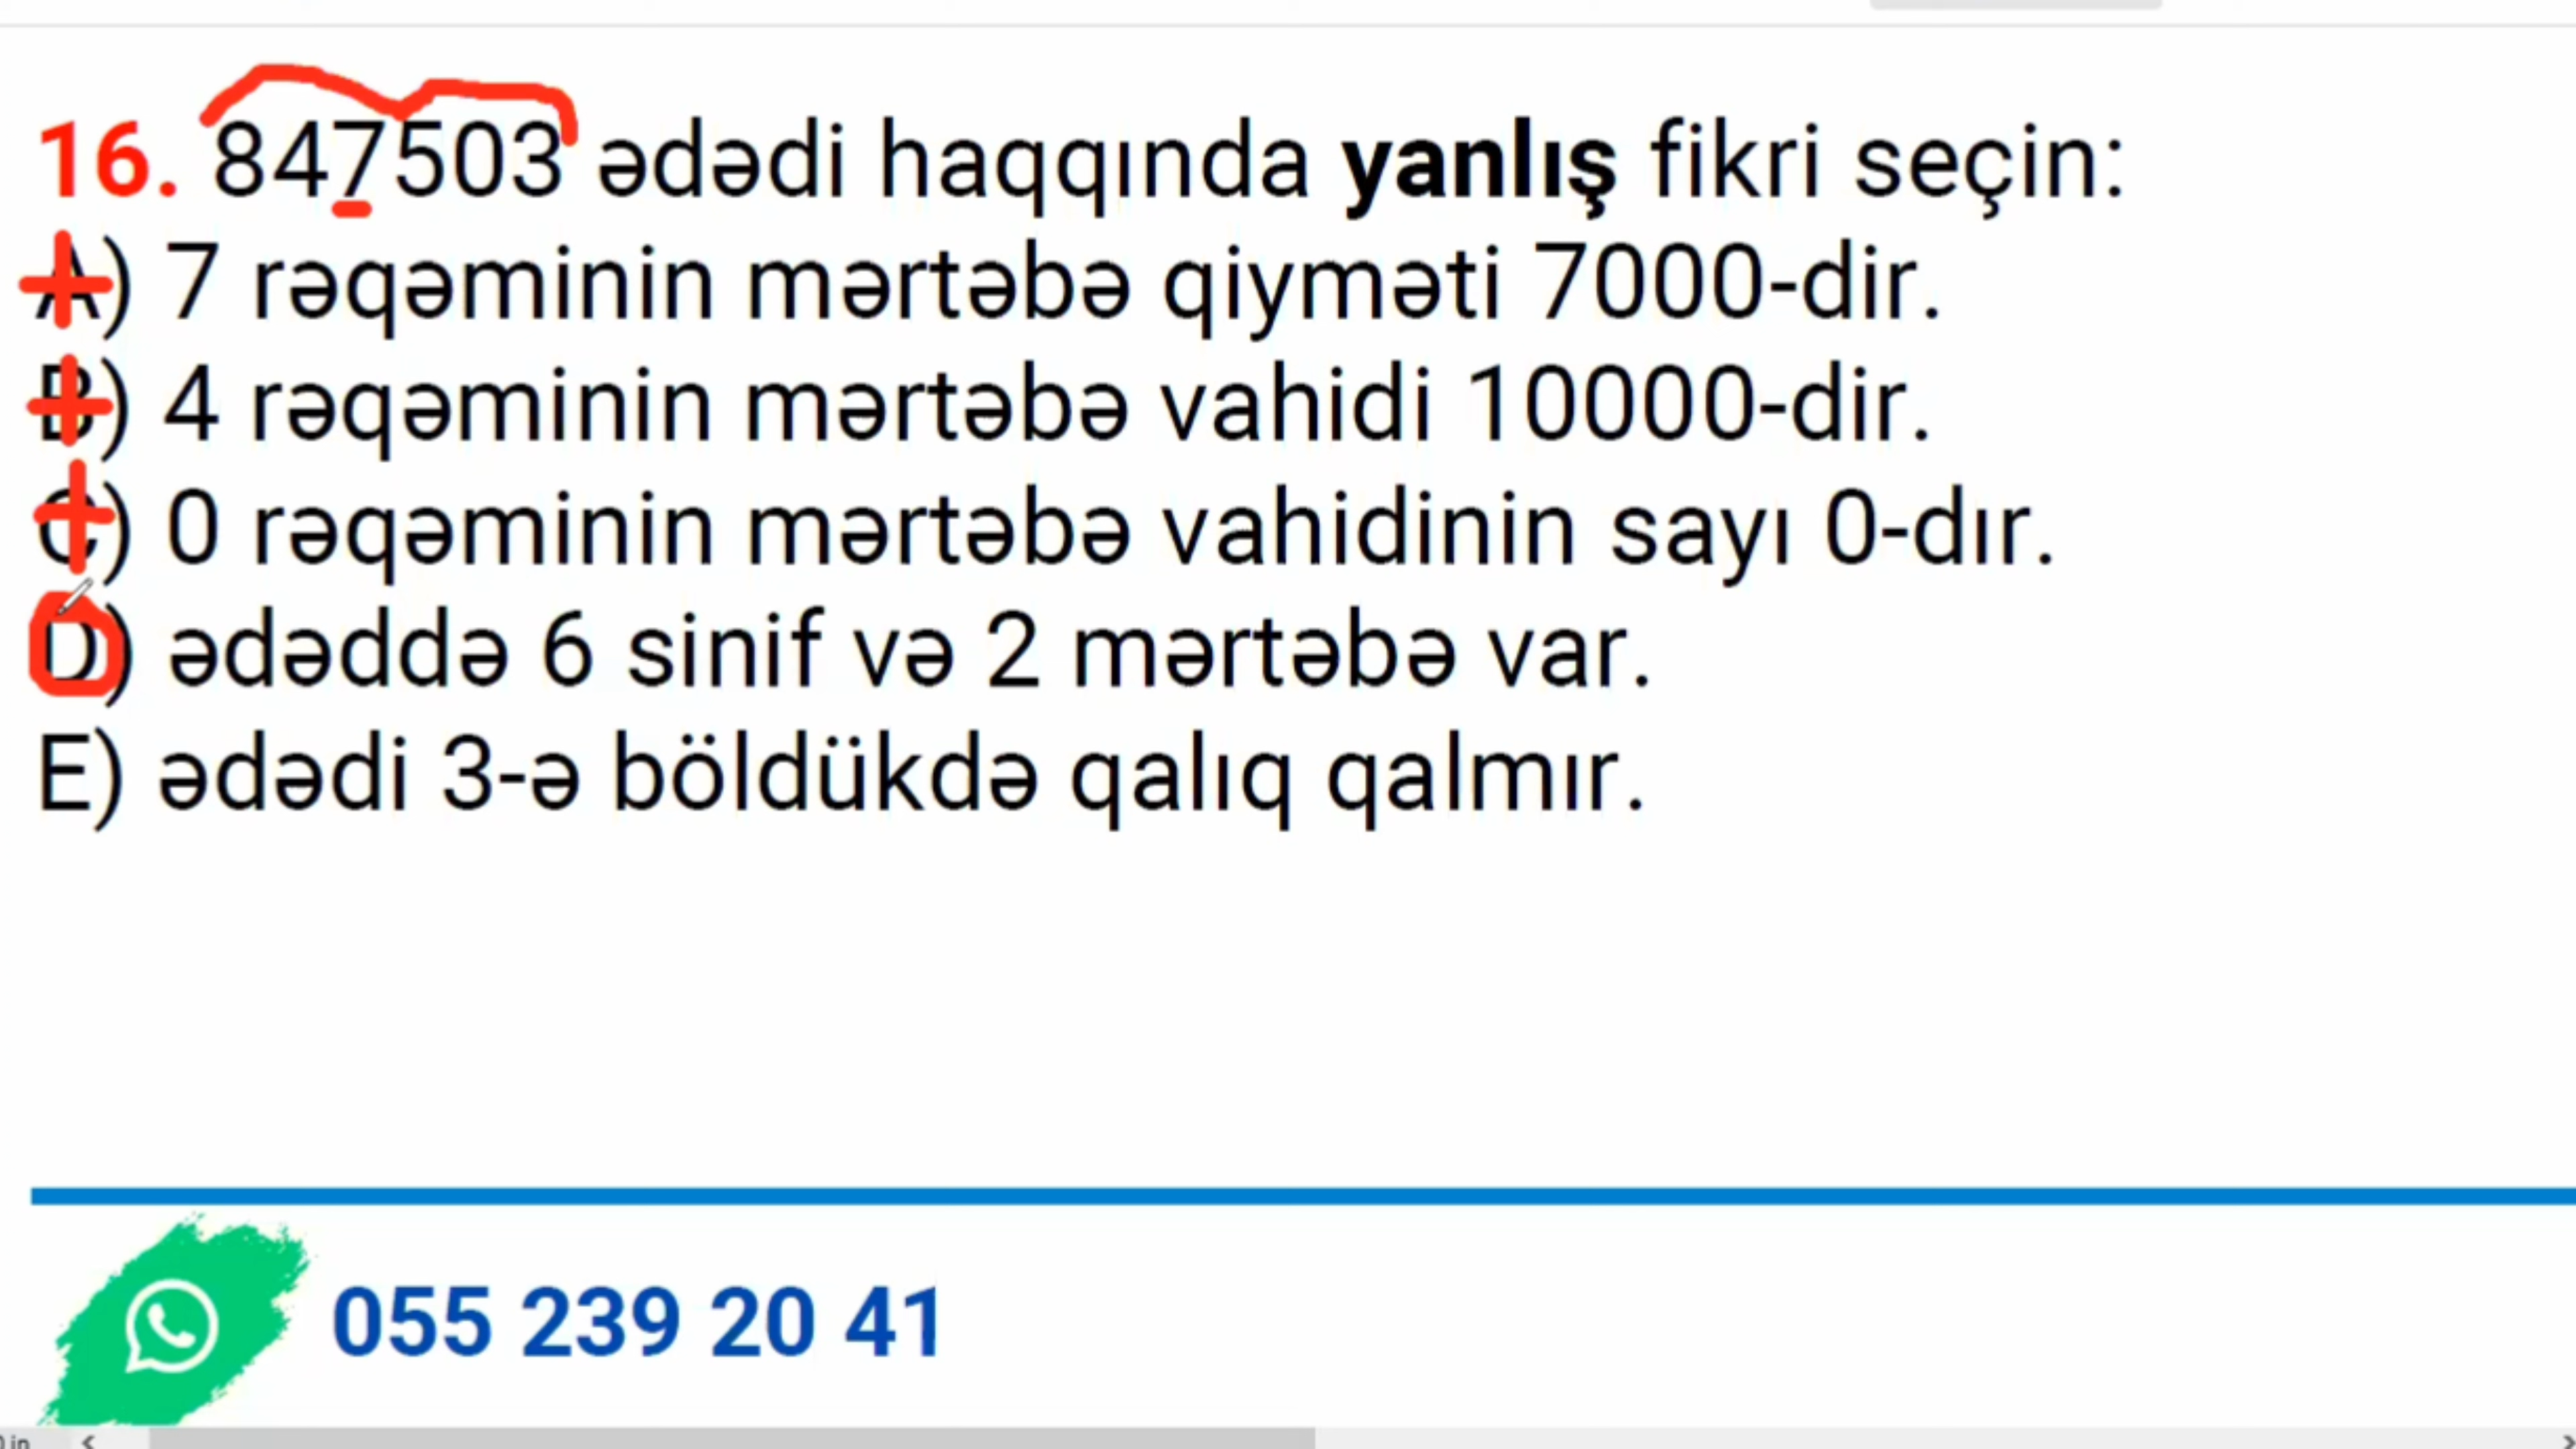 16. 847503 ədədi haqqında yanlış fikri seçin:
A) 7 rəqəminin mərtəbə qiyməti 7000-dir.
B) 4 rəqəminin mərtəbə vahidi 10000-dir.
C) 0 rəqəminin mərtəbə vahidinin sayı 0-dır.
D) ədəddə 6 sinif və 2 mərtəbə var.
E) ədədi 3-ə böldükdə qalıq qalmır.
055 239 20 41